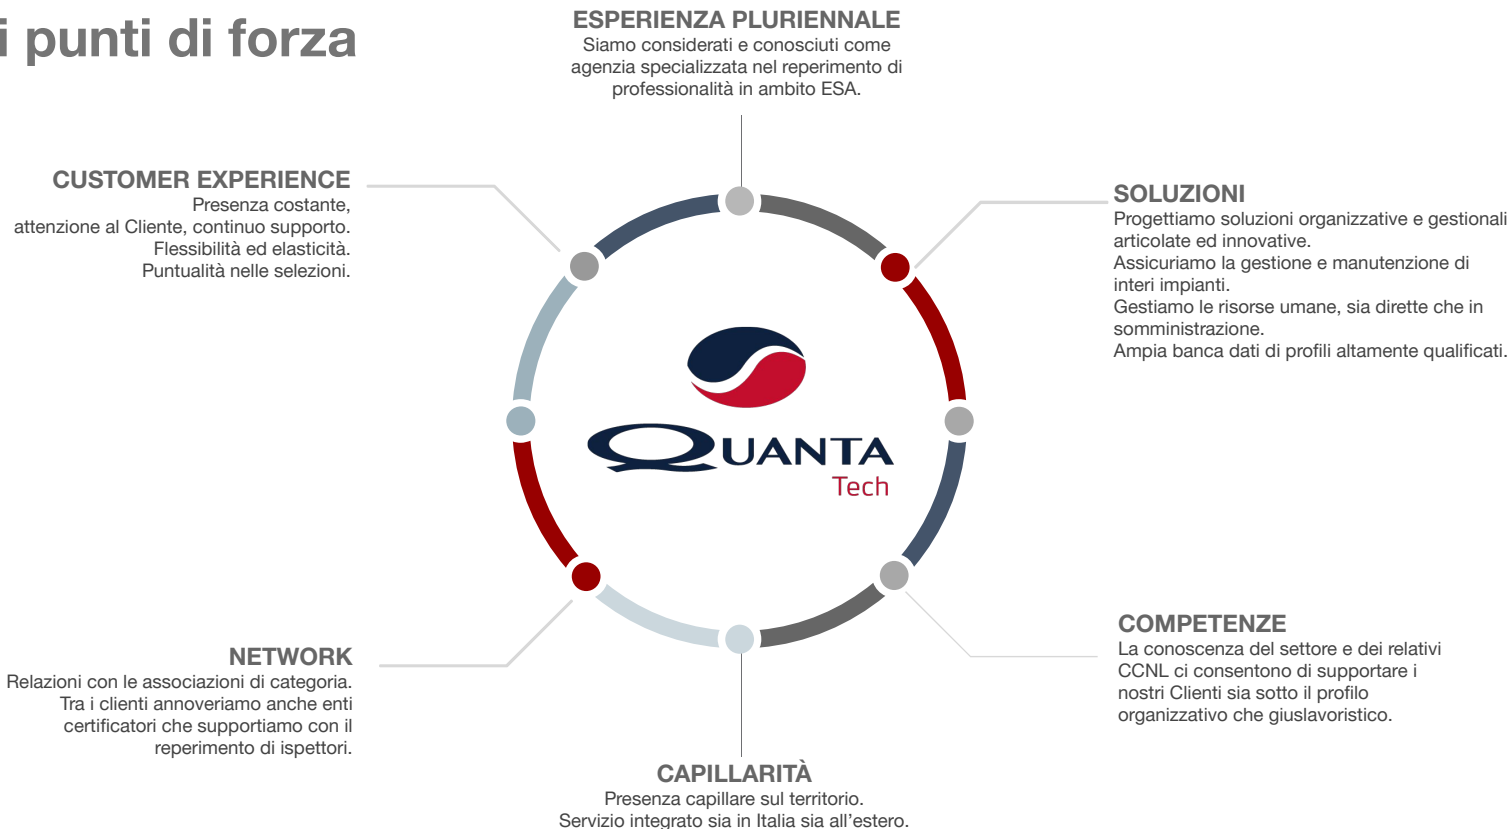 i punti di forza
ESPERIENZA PLURIENNALE
Siamo considerati e conosciuti come
agenzia specializzata nel reperimento di
professionalità in ambito ESA.
CUSTOMER EXPERIENCE
Presenza costante,
attenzione al Cliente, continuo supporto.
Flessibilità ed elasticità.
Puntualità nelle selezioni.
SOLUZIONI
Progettiamo soluzioni organizzative e gestionali
articolate ed innovative.
Assicuriamo la gestione e manutenzione di
interi impianti.
Gestiamo le risorse umane, sia dirette che in
somministrazione.
Ampia banca dati di profili altamente qualificati.
QUANTA
Tech
NETWORK
Relazioni con le associazioni di categoria.
Tra i clienti annoveriamo anche enti
certificatori che supportiamo con il
reperimento di ispettori.
COMPETENZE
La conoscenza del settore e dei relativi
CCNL ci consentono di supportare i
nostri Clienti sia sotto il profilo
organizzativo che giuslavoristico.
CAPILLARITÀ
Presenza capillare sul territorio.
Servizio integrato sia in Italia sia all'estero.